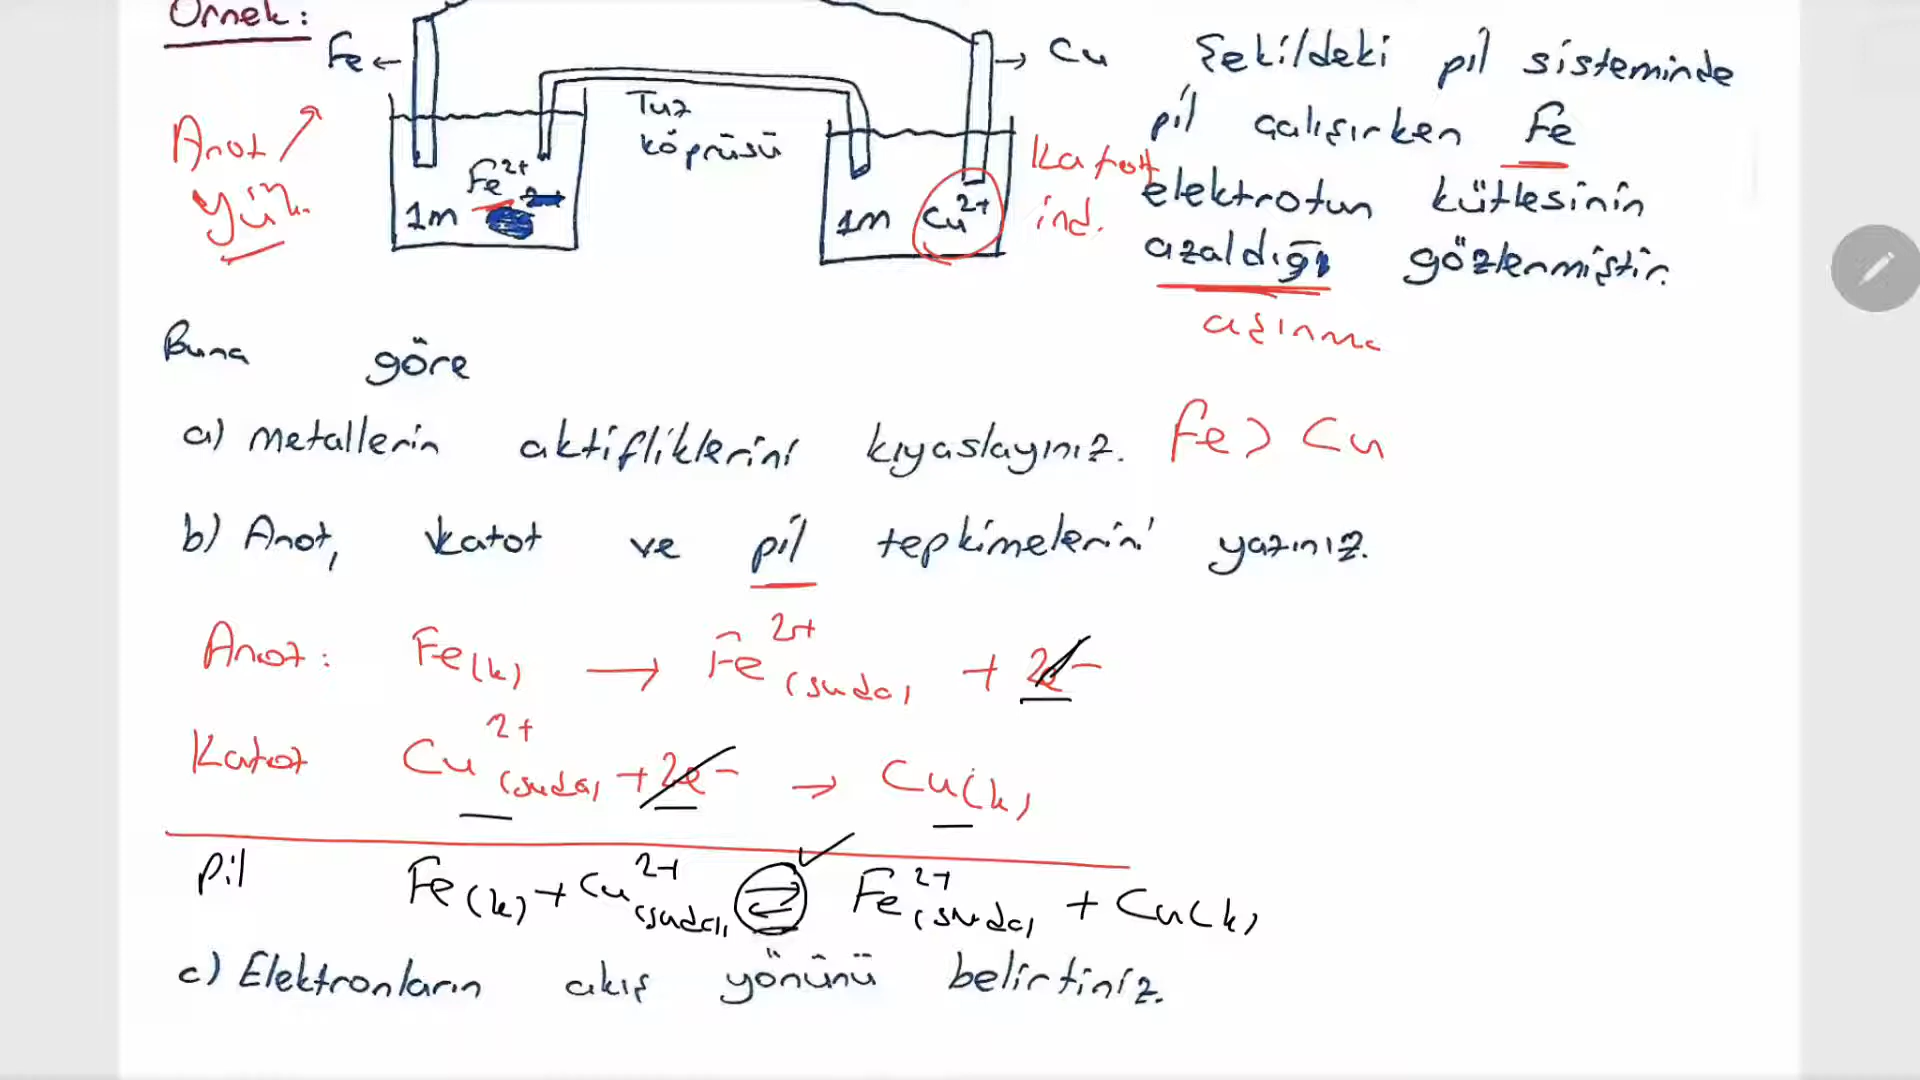 Örnek:
Fe ← → Cu
Tuz
köprüsü
Anot
yük.
Fe²⁺
1m
1m Cu²⁺
Katot
ind.
Şekildeki pil sisteminde
pil çalışırken Fe
elektrotun kütlesinin
azaldığı gözlenmiştir.
aşınma
Buna göre
a) metallerin aktifliklerini kıyaslayınız. Fe > Cu
b) Anot, katot ve pil tepkimelerini yazınız.
Anot: Fe(k) → Fe²⁺(suda) + 2e⁻
Katot Cu²⁺(suda) + 2e⁻ → Cu(k)
pil Fe(k) + Cu²⁺(suda) ⇌ Fe²⁺(suda) + Cu(k)
c) Elektronların akış yönünü belirtiniz.